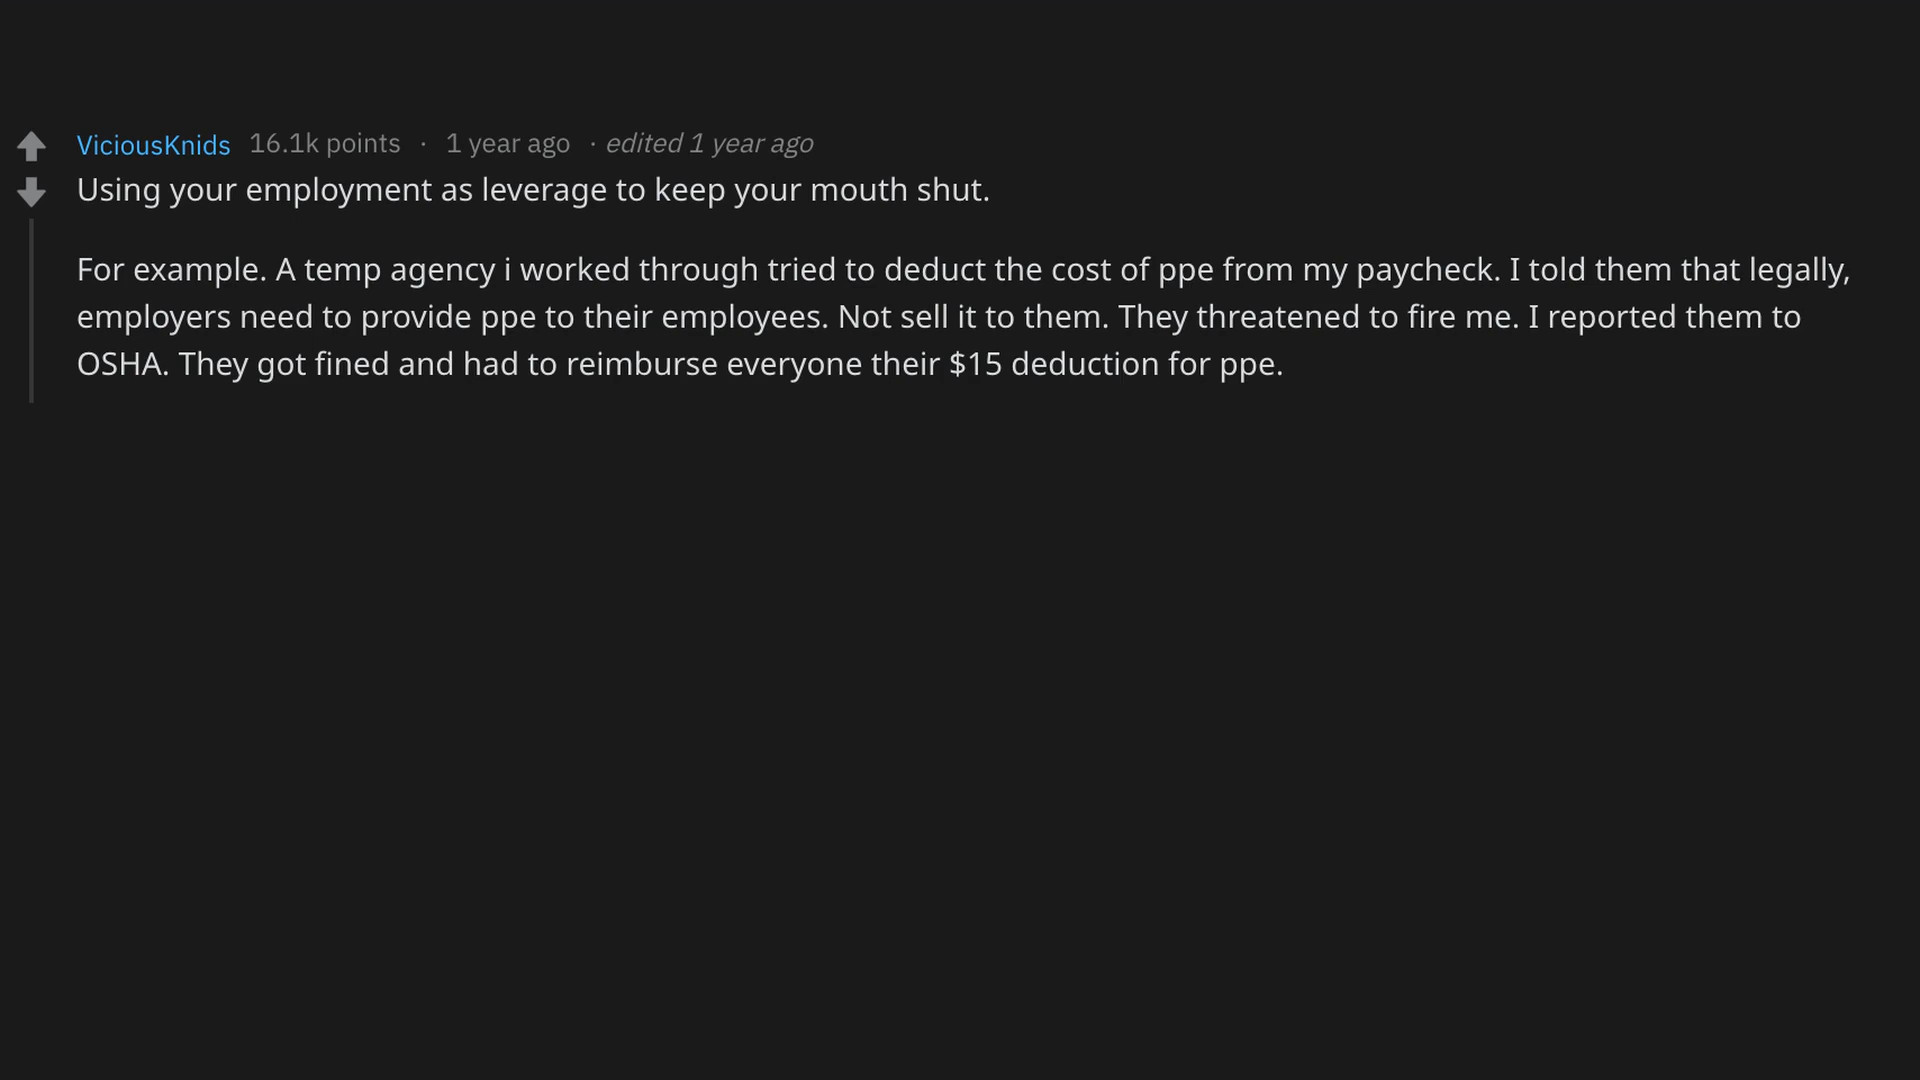 ViciousKnids 16.1k points · 1 year ago · edited 1 year ago
Using your employment as leverage to keep your mouth shut.
For example. A temp agency i worked through tried to deduct the cost of ppe from my paycheck. I told them that legally,
employers need to provide ppe to their employees. Not sell it to them. They threatened to fire me. I reported them to
OSHA. They got fined and had to reimburse everyone their $15 deduction for ppe.